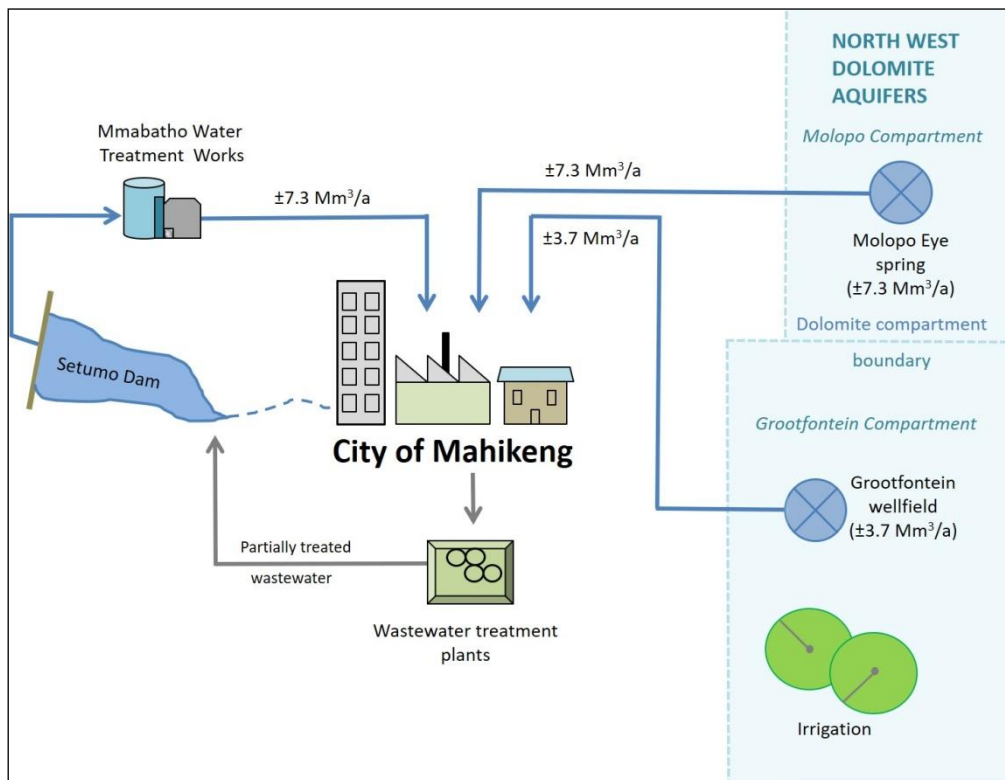 NORTH WEST
DOLOMITE
AQUIFERS
Molopo Compartment
Mmabatho Water
Treatment Works
±7.3 Mm³/a
±7.3 Mm³/a
±3.7 Mm³/a
Molopo Eye
spring
(±7.3 Mm³/a)
Dolomite compartment
boundary
Setumo Dam
City of Mahikeng
Grootfontein Compartment
Grootfontein
wellfield
(±3.7 Mm³/a)
Partially treated
wastewater
Wastewater treatment
plants
Irrigation